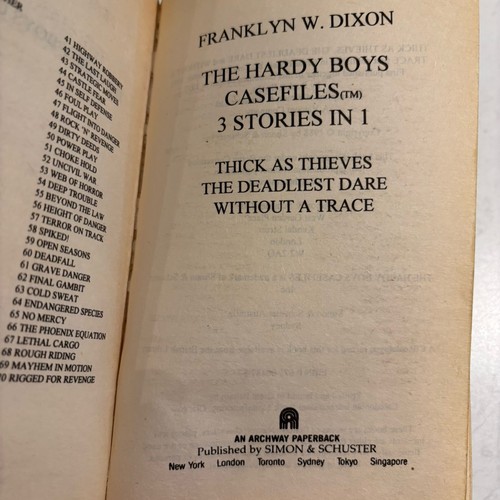 HER
41 HIGHWAY ROBBERY
42 THE LAST LAUGH
43 STRATEGIC MOVES
44 CASTLE FEAR
45 IN SELF DEFENSE
46 FOUL PLAY
47 FLIGHT INTO DANGER
48 ROCK 'N' REVENGE
49 DIRTY DEEDS
50 POWER PLAY
51 CHOKE HOLD
52 UNCIVIL WAR
53 WEB OF HORROR
54 DEEP TROUBLE
55 BEYOND THE LAW
56 HEIGHT OF DANGER
57 TERROR ON TRACK
58 SPIKED!
59 OPEN SEASONS
60 DEADFALL
61 GRAVE DANGER
62 FINAL GAMBIT
63 COLD SWEAT
64 ENDANGERED SPECIES
65 NO MERCY
66 THE PHOENIX EQUATION
67 LETHAL CARGO
68 ROUGH RIDING
69 MAYHEM IN MOTION
70 RIGGED FOR REVENGE
FRANKLYN W. DIXON
THE HARDY BOYS
CASEFILES(TM)
3 STORIES IN 1
THICK AS THIEVES
THE DEADLIEST DARE
WITHOUT A TRACE
AN ARCHWAY PAPERBACK
Published by SIMON & SCHUSTER
New York London Toronto Sydney Tokyo Singapore